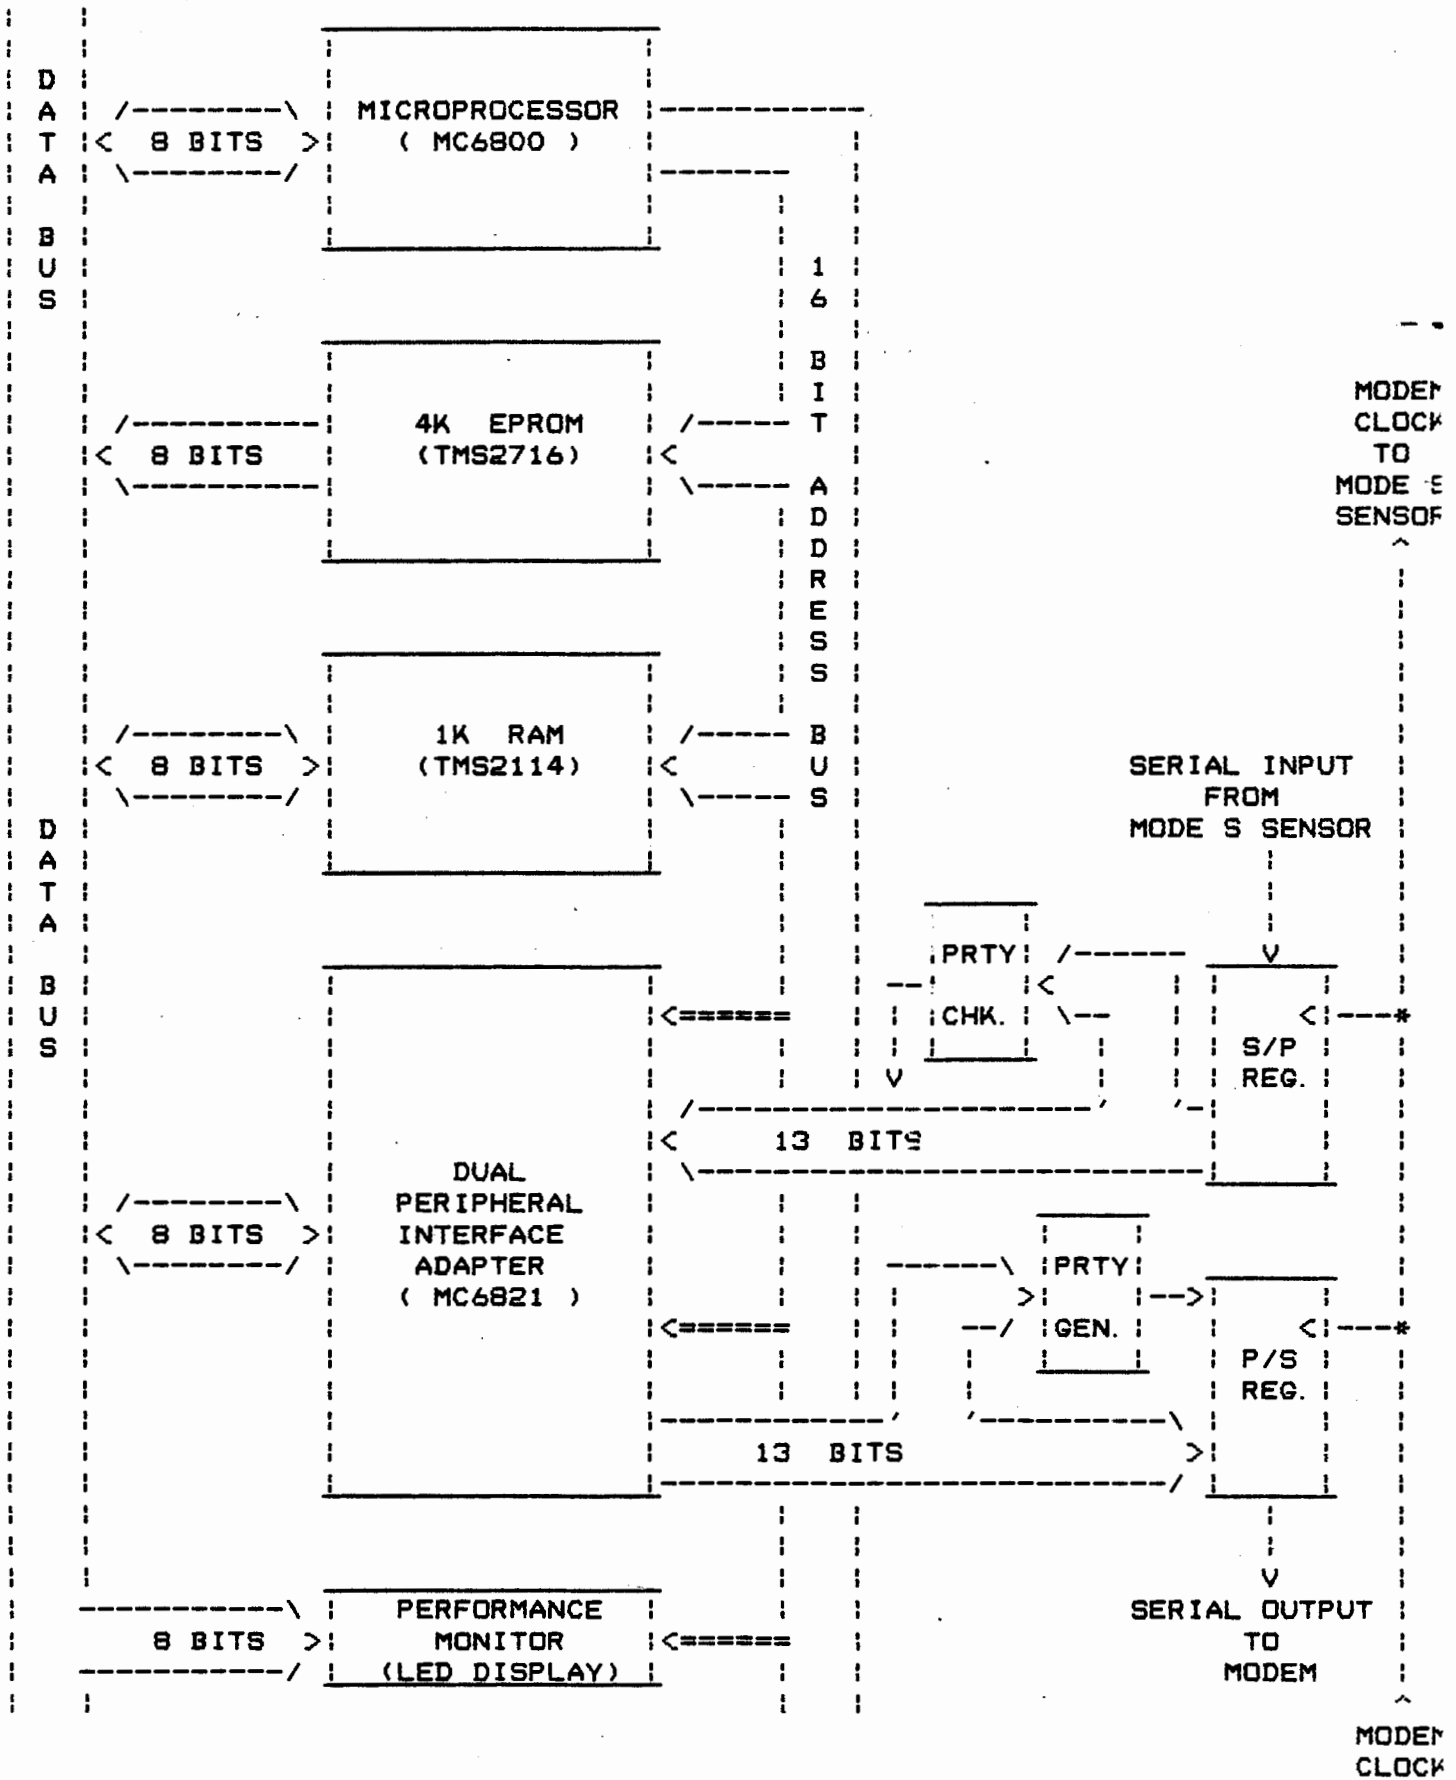 DATA BUS
8 BITS
MICROPROCESSOR
( MC6800 )
16 BIT ADDRESS BUS
8 BITS
4K EPROM
(TMS2716)
CLOCK
TO
MODE S
SENSOR
8 BITS
1K RAM
(TMS2114)
SERIAL INPUT
FROM
MODE S SENSOR
DATA BUS
PRTY
CHK.
S/P
REG.
13 BITS
8 BITS
DUAL
PERIPHERAL
INTERFACE
ADAPTER
( MC6821 )
PRTY
GEN.
P/S
REG.
13 BITS
8 BITS
PERFORMANCE
MONITOR
(LED DISPLAY)
SERIAL OUTPUT
TO
MODEM
MODEM
CLOCK